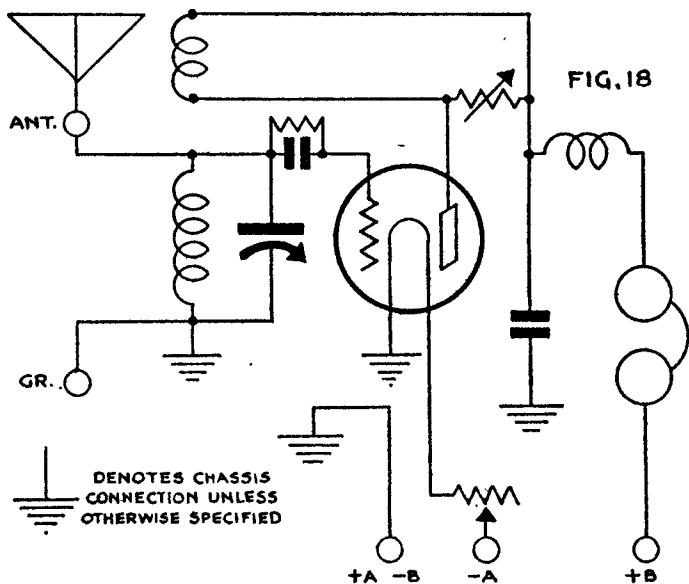 FIG.18
ANT.
GR..
DENOTES CHASSIS
CONNECTION UNLESS
OTHERWISE SPECIFIED
+A -B
-A
+B